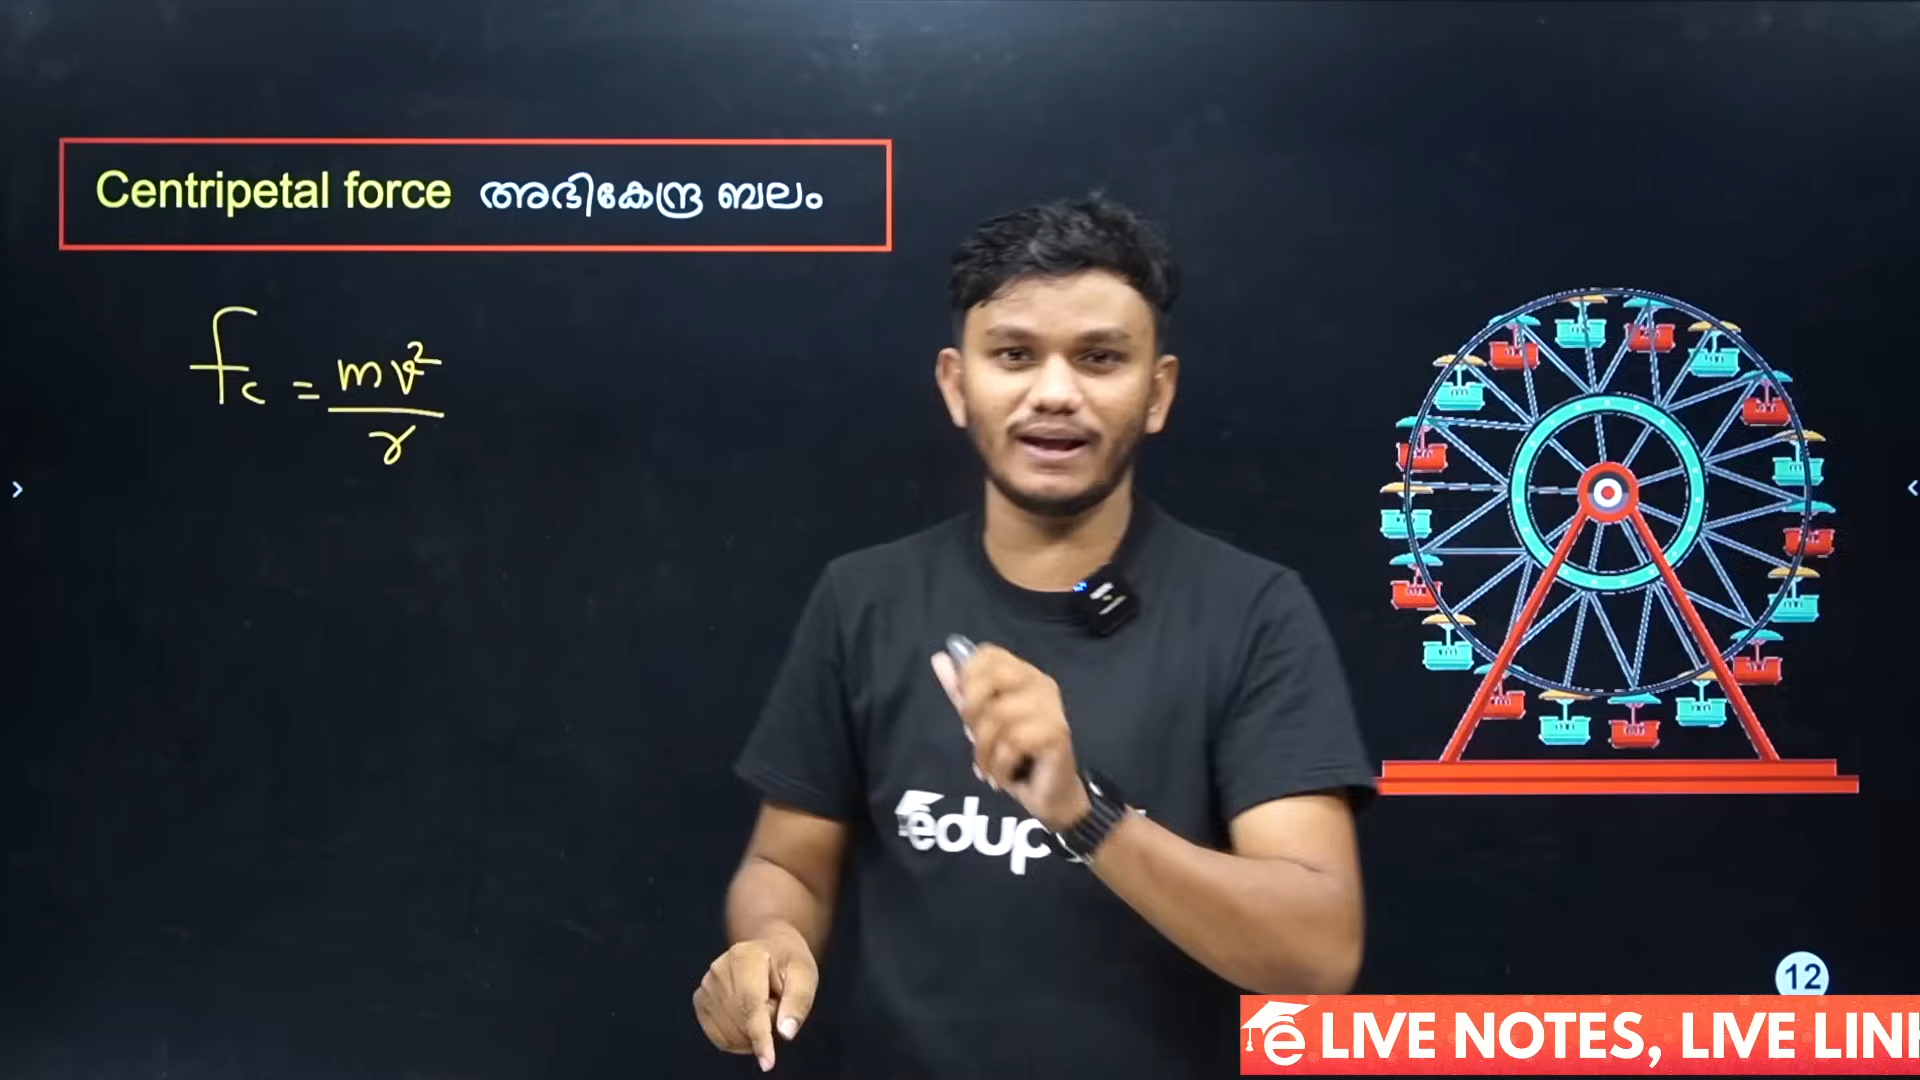 Centripetal force അഭികേന്ദ്ര ബലം
fc = mv²/r
edup
12
e LIVE NOTES, LIVE LIN